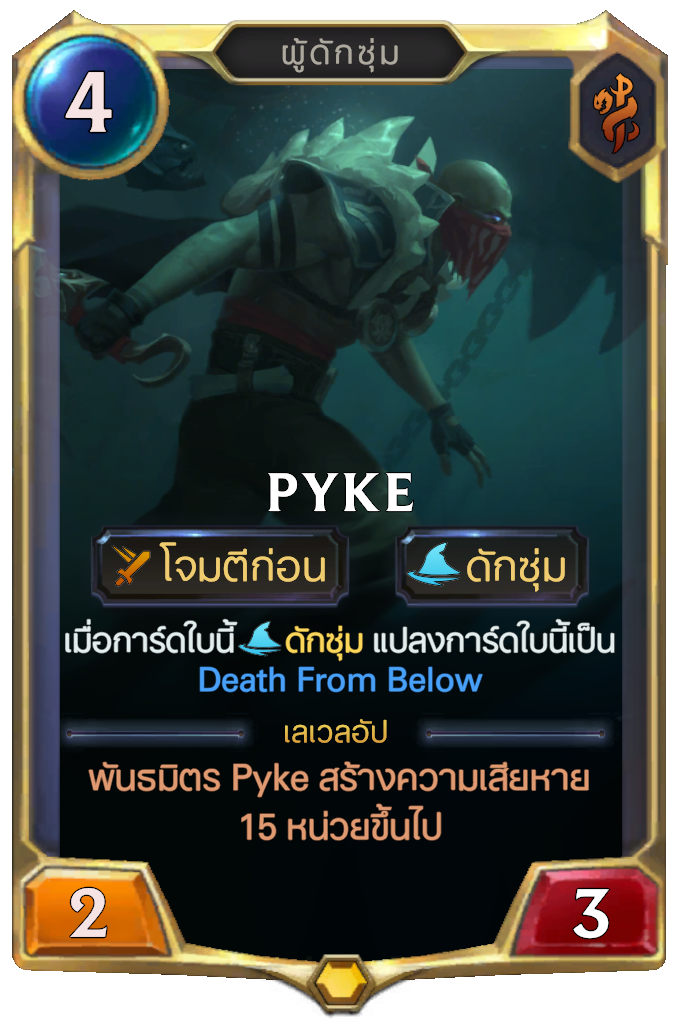 4
ผู้ดักซุ่ม
PYKE
โจมตีก่อน
ดักซุ่ม
เมื่อการ์ดใบนี้ ดักซุ่ม แปลงการ์ดใบนี้เป็น
Death From Below
เลเวลอัป
พันธมิตร Pyke สร้างความเสียหาย
15 หน่วยขึ้นไป
2
3